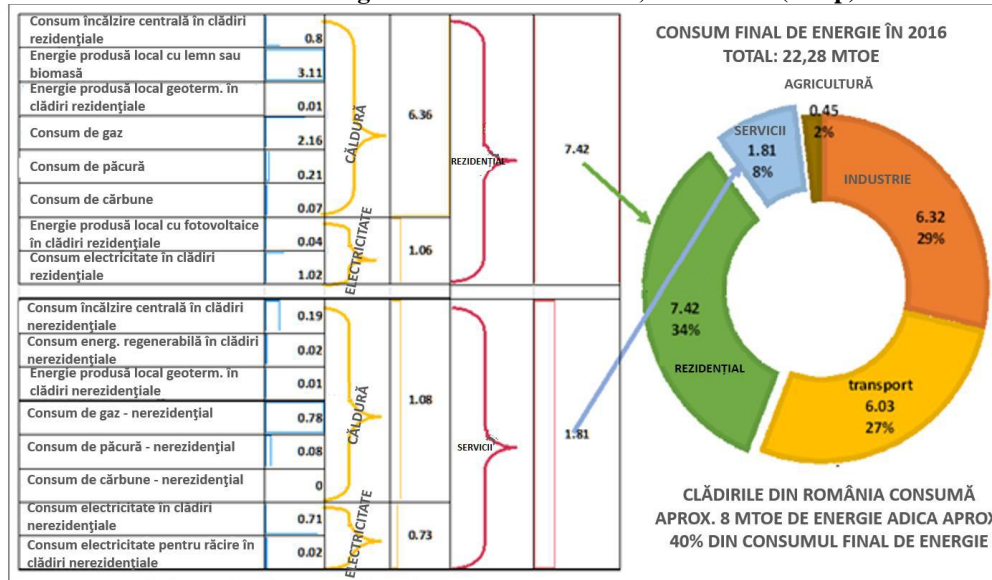 Consum încălzire centrală în clădiri
rezidențiale
0.8
Energie produsă local cu lemn sau
biomasă
3.11
Energie produsă local geoterm. în
clădiri rezidențiale
0.01
Consum de gaz
2.16
Consum de păcură
0.21
Consum de cărbune
0.07
Energie produsă local cu fotovoltaice
în clădiri rezidențiale
0.04
Consum electricitate în clădiri
rezidențiale
1.02
CĂLDURĂ
ELECTRICITATE
6.36
1.06
REZIDENȚIAL
7.42
Consum încălzire centrală în clădiri
nerezidențiale
0.19
Consum energ. regenerabilă în clădiri
nerezidențiale
0.02
Energie produsă local geoterm. în
clădiri nerezidențiale
0.01
Consum de gaz - nerezidențial
0.78
Consum de păcură - nerezidențial
0.08
Consum de cărbune - nerezidențial
0
Consum electricitate în clădiri
nerezidențiale
0.71
Consum electricitate pentru răcire în
clădiri nerezidențiale
0.02
CĂLDURĂ
ELECTRICITATE
1.08
0.73
SERVICII
1.81
CONSUM FINAL DE ENERGIE ÎN 2016
TOTAL: 22,28 MTOE
AGRICULTURĂ
0.45
2%
SERVICII
1.81
8%
INDUSTRIE
6.32
29%
7.42
34%
REZIDENȚIAL
transport
6.03
27%
CLĂDIRILE DIN ROMÂNIA CONSUMĂ
APROX. 8 MTOE DE ENERGIE ADICA APROX
40% DIN CONSUMUL FINAL DE ENERGIE